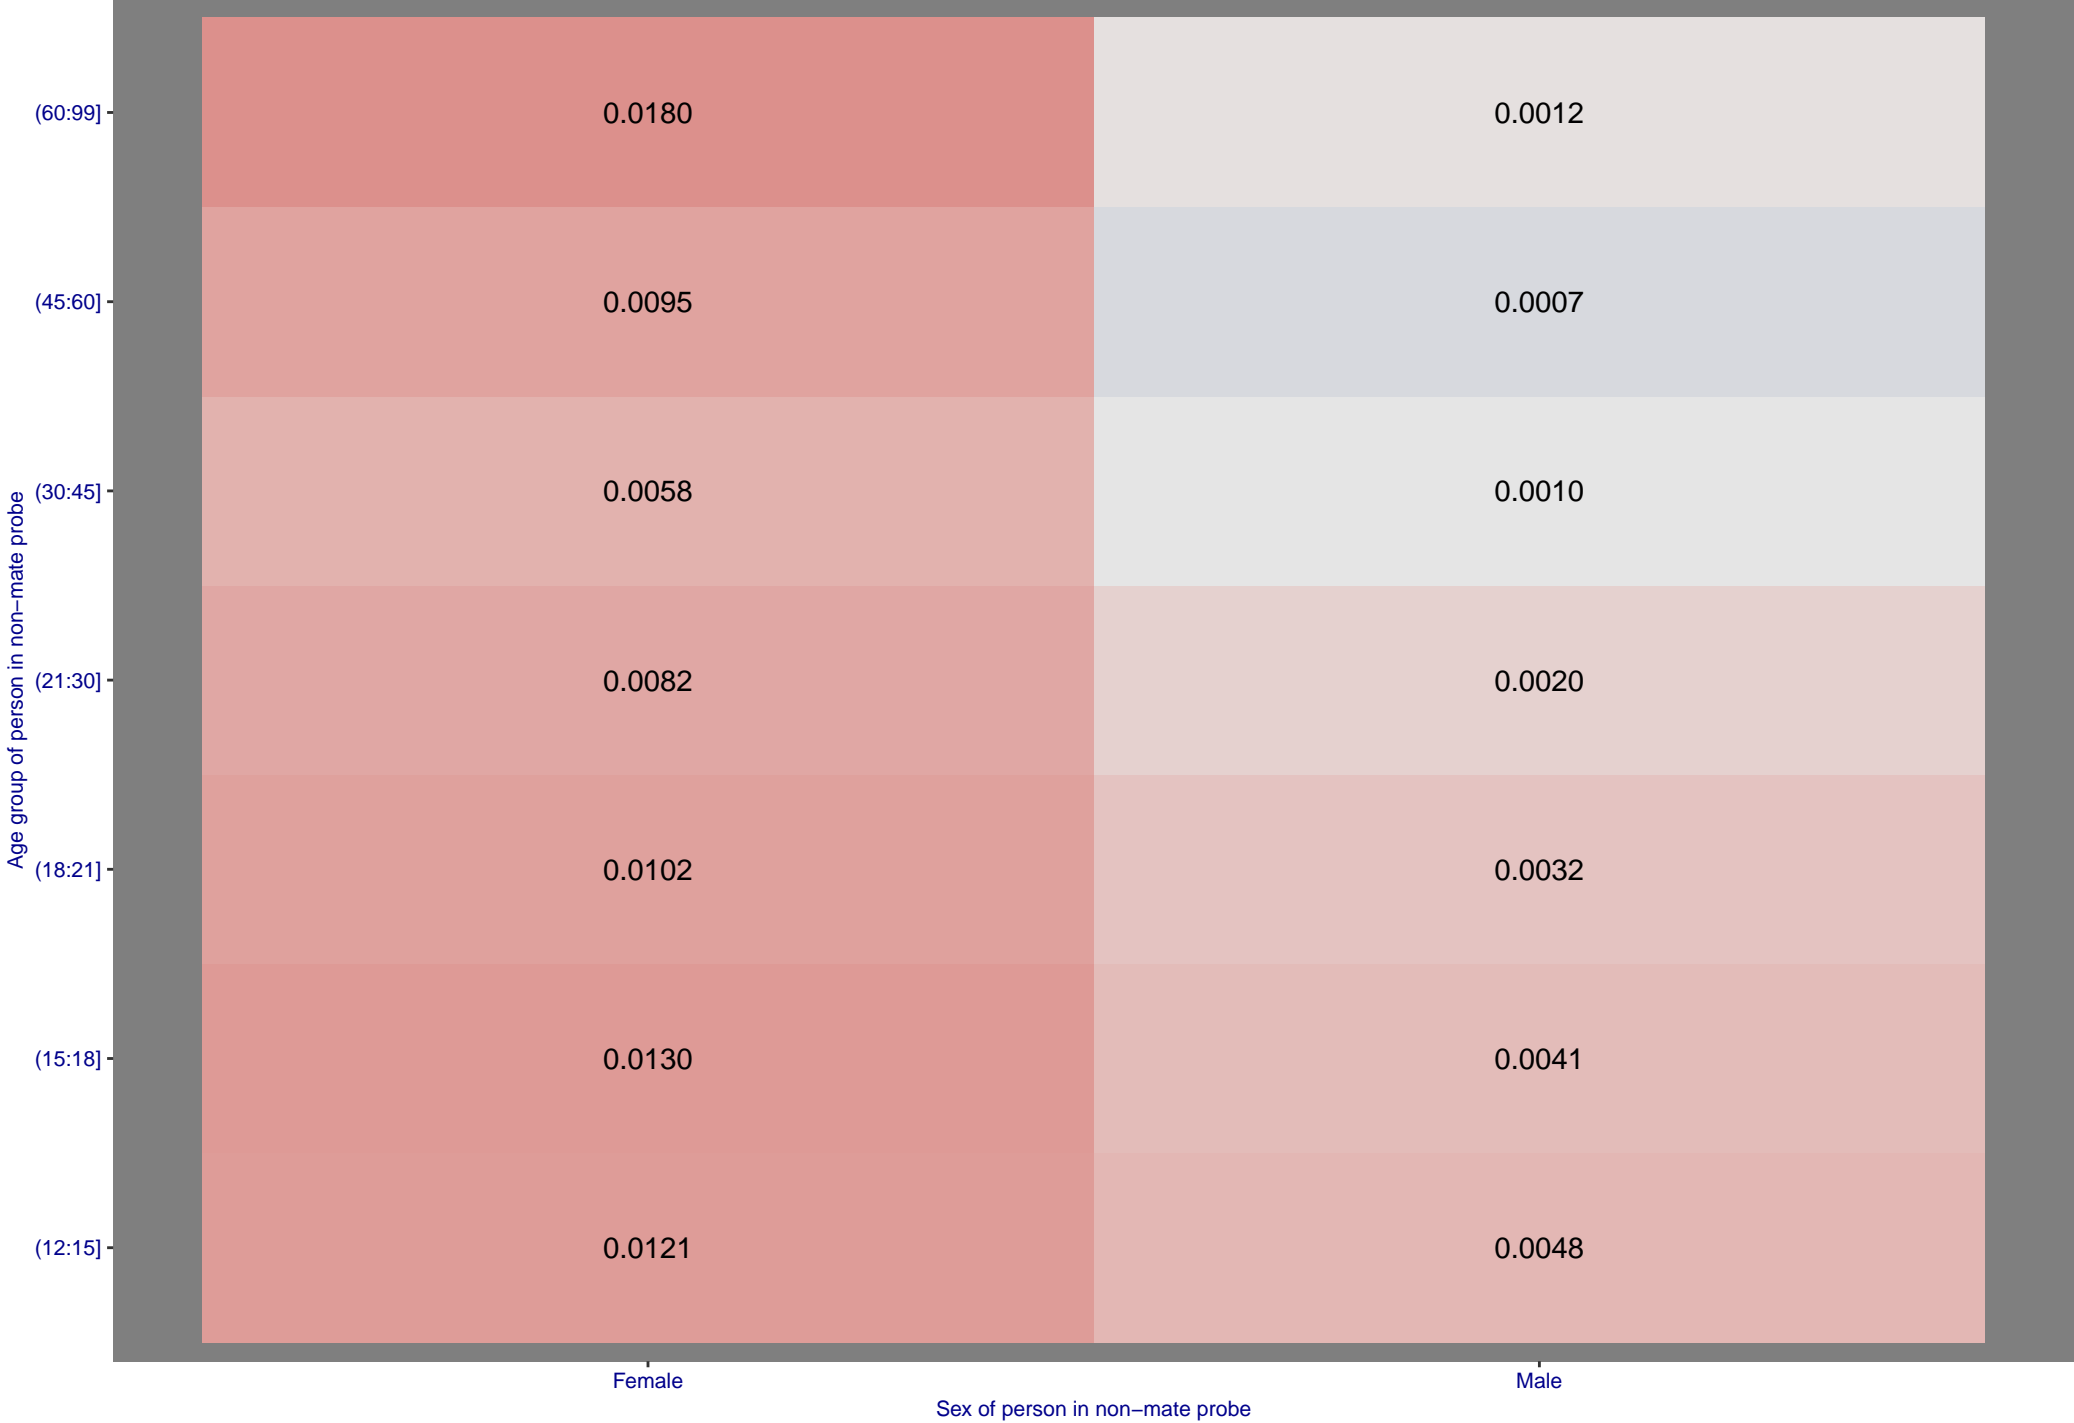 Age group of person in non−mate probe
(60:99] 0.0180 0.0012
(45:60] 0.0095 0.0007
(30:45] 0.0058 0.0010
(21:30] 0.0082 0.0020
(18:21] 0.0102 0.0032
(15:18] 0.0130 0.0041
(12:15] 0.0121 0.0048
Female Male
Sex of person in non−mate probe